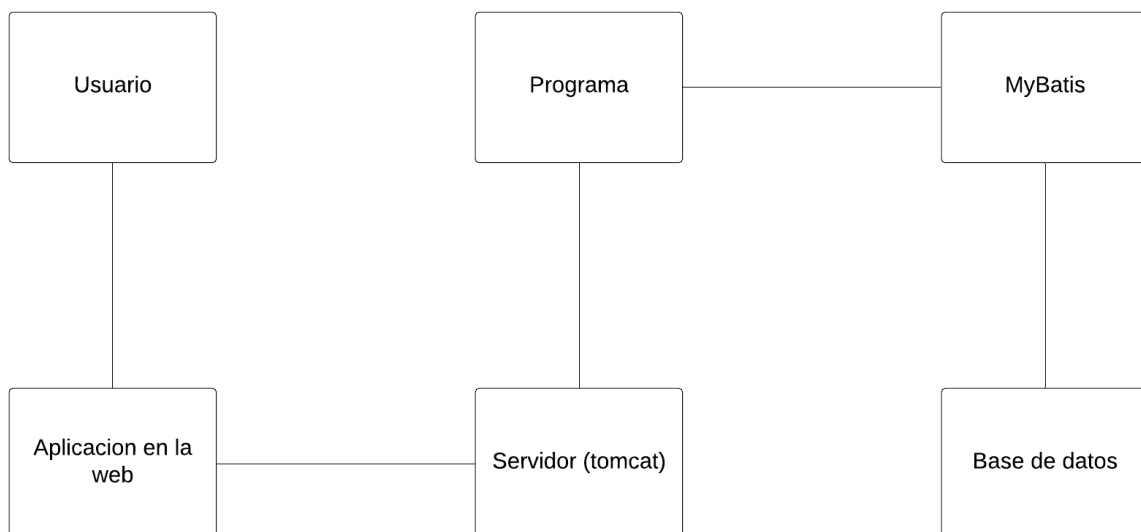 Usuario
Programa
MyBatis
Aplicacion en la
web
Servidor (tomcat)
Base de datos